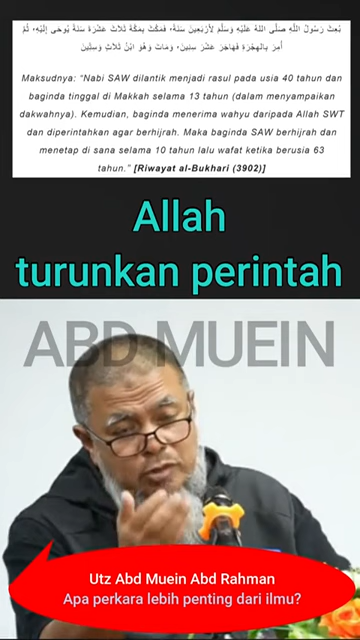 بُعِثَ رَسُولُ اللَّهِ صَلَّى اللهُ عَلَيْهِ وَسَلَّمَ لِأَرْبَعِينَ سَنَةً، فَمَكَثَ بِمَكَّةَ ثَلاَثَ عَشْرَةَ سَنَةً يُوحَى إِلَيْهِ، ثُمَّ
أُمِرَ بِالهِجْرَةِ فَهَاجَرَ عَشْرَ سِنِينَ، وَمَاتَ وَهُوَ ابْنُ ثَلاَثٍ وَسِتِّينَ
Maksudnya: “Nabi SAW dilantik menjadi rasul pada usia 40 tahun dan
baginda tinggal di Makkah selama 13 tahun (dalam menyampaikan
dakwahnya). Kemudian, baginda menerima wahyu daripada Allah SWT
dan diperintahkan agar berhijrah. Maka baginda SAW berhijrah dan
menetap di sana selama 10 tahun lalu wafat ketika berusia 63
tahun.” [Riwayat al-Bukhari (3902)]
Allah
turunkan perintah
ABD MUEIN
Utz Abd Muein Abd Rahman
Apa perkara lebih penting dari ilmu?